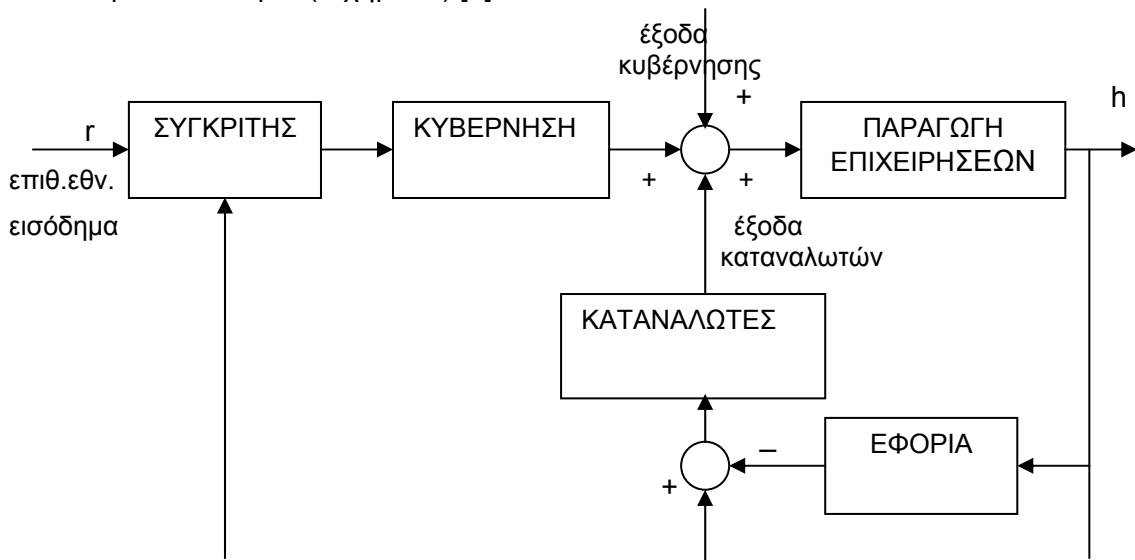 έξοδα
κυβέρνησης
+
h
r
ΣΥΓΚΡΙΤΗΣ
ΚΥΒΕΡΝΗΣΗ
ΠΑΡΑΓΩΓΗ
ΕΠΙΧΕΙΡΗΣΕΩΝ
επιθ.εθν.
εισόδημα
+
+
έξοδα
καταναλωτών
ΚΑΤΑΝΑΛΩΤΕΣ
ΕΦΟΡΙΑ
–
+